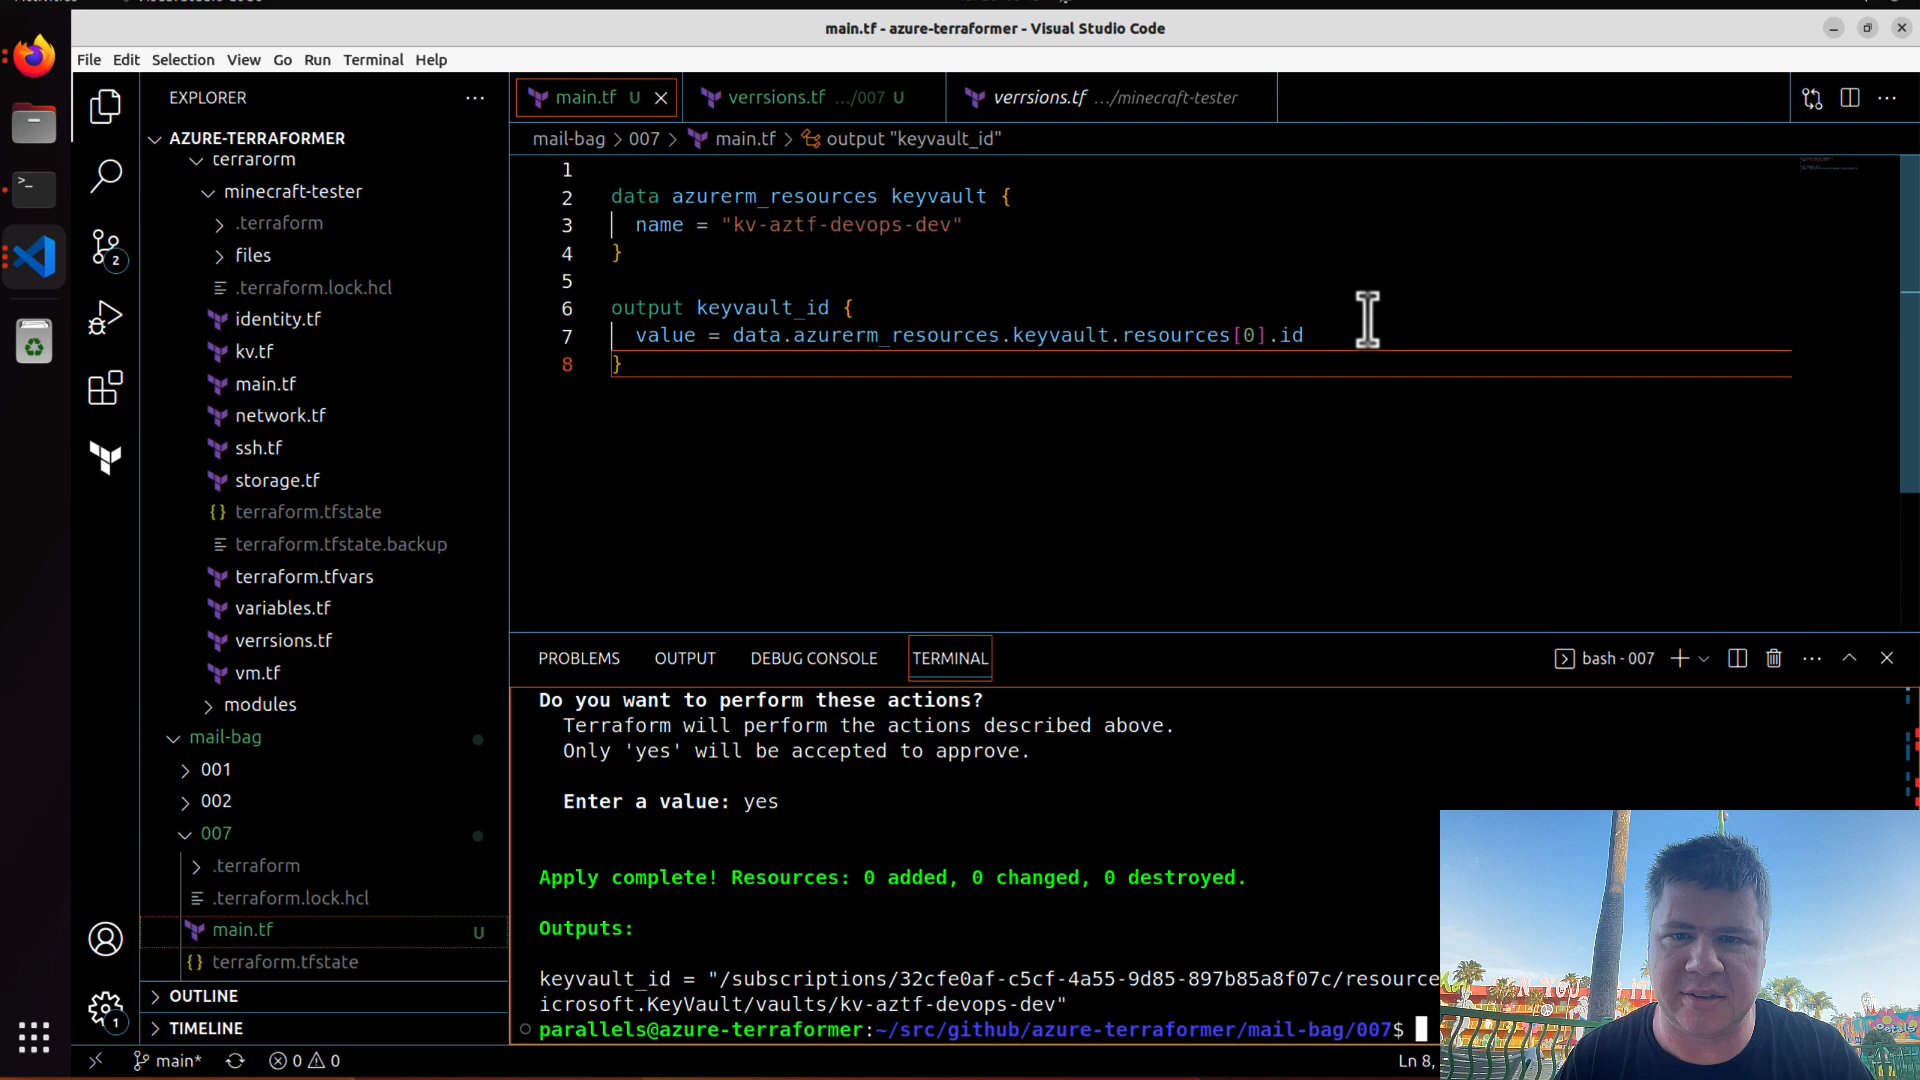 main.tf - azure-terraformer - Visual Studio Code
File Edit Selection View Go Run Terminal Help
EXPLORER
AZURE-TERRAFORMER
terraform
minecraft-tester
.terraform
files
.terraform.lock.hcl
identity.tf
kv.tf
main.tf
network.tf
ssh.tf
storage.tf
terraform.tfstate
terraform.tfstate.backup
terraform.tfvars
variables.tf
verrsions.tf
vm.tf
modules
mail-bag
001
002
007
.terraform
.terraform.lock.hcl
main.tf U
terraform.tfstate
OUTLINE
TIMELINE
2
1
main.tf U
verrsions.tf .../007 U
verrsions.tf .../minecraft-tester
mail-bag > 007 > main.tf > output "keyvault_id"
1
2 data azurerm_resources keyvault {
3 name = "kv-aztf-devops-dev"
4 }
5
6 output keyvault_id {
7 value = data.azurerm_resources.keyvault.resources[0].id
8 }
PROBLEMS OUTPUT DEBUG CONSOLE TERMINAL
bash - 007
Do you want to perform these actions?
Terraform will perform the actions described above.
Only 'yes' will be accepted to approve.
Enter a value: yes
Apply complete! Resources: 0 added, 0 changed, 0 destroyed.
Outputs:
keyvault_id = "/subscriptions/32cfe0af-c5cf-4a55-9d85-897b85a8f07c/resource
icrosoft.KeyVault/vaults/kv-aztf-devops-dev"
parallels@azure-terraformer:~/src/github/azure-terraformer/mail-bag/007$
main* 0 0
Ln 8,